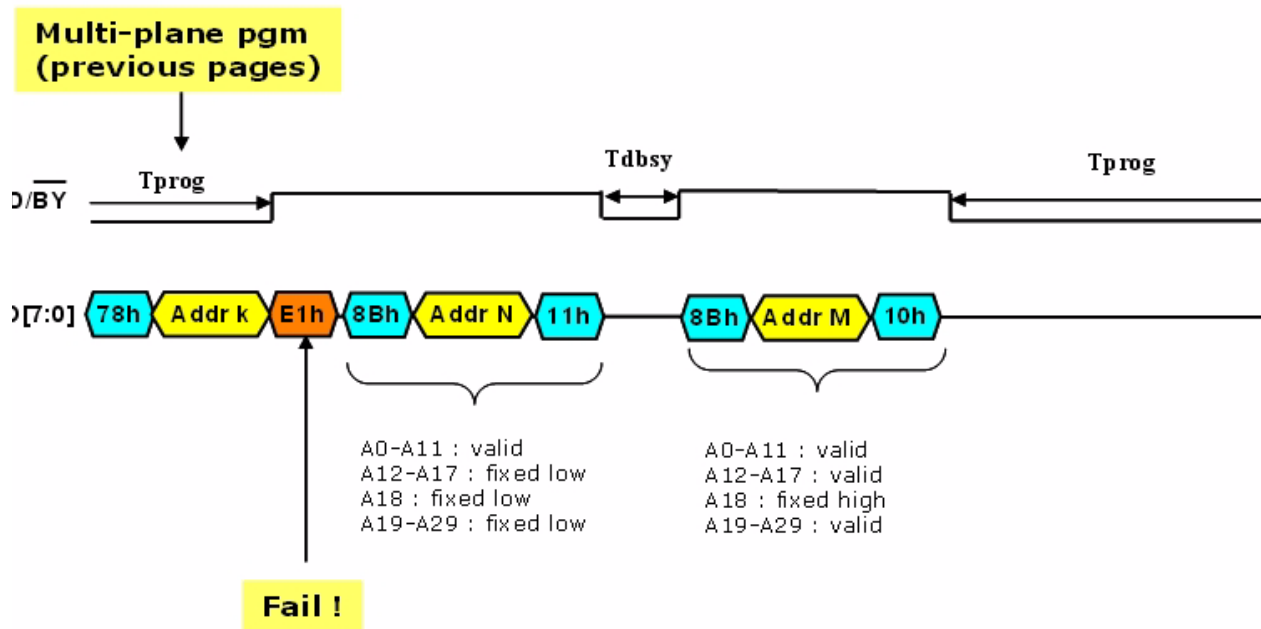 Multi-plane pgm
(previous pages)
Tprog
Tdbsy
Tprog
O/BY
O[7:0]
78h
Addr k
E1h
8Bh
Addr N
11h
8Bh
Addr M
10h
A0-A11 : valid
A12-A17 : fixed low
A18 : fixed low
A19-A29 : fixed low
A0-A11 : valid
A12-A17 : valid
A18 : fixed high
A19-A29 : valid
Fail !